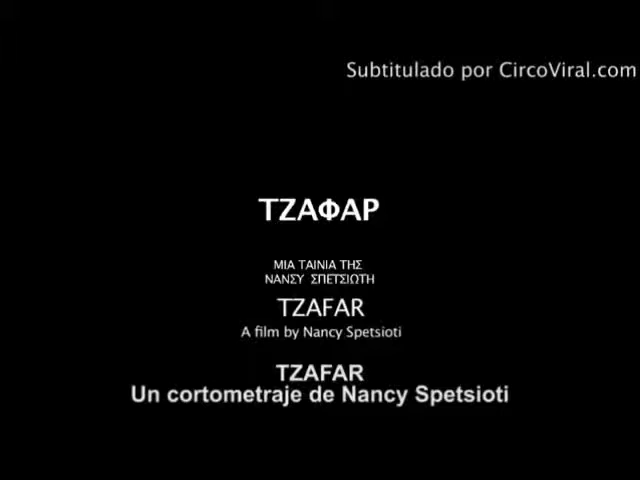 Subtitulado por CircoViral.com
ΤΖΑΦΑΡ
ΜΙΑ ΤΑΙΝΙΑ ΤΗΣ
ΝΑΝΣΥ ΣΠΕΤΣΙΩΤΗ
TZAFAR
A film by Nancy Spetsioti
TZAFAR
Un cortometraje de Nancy Spetsioti